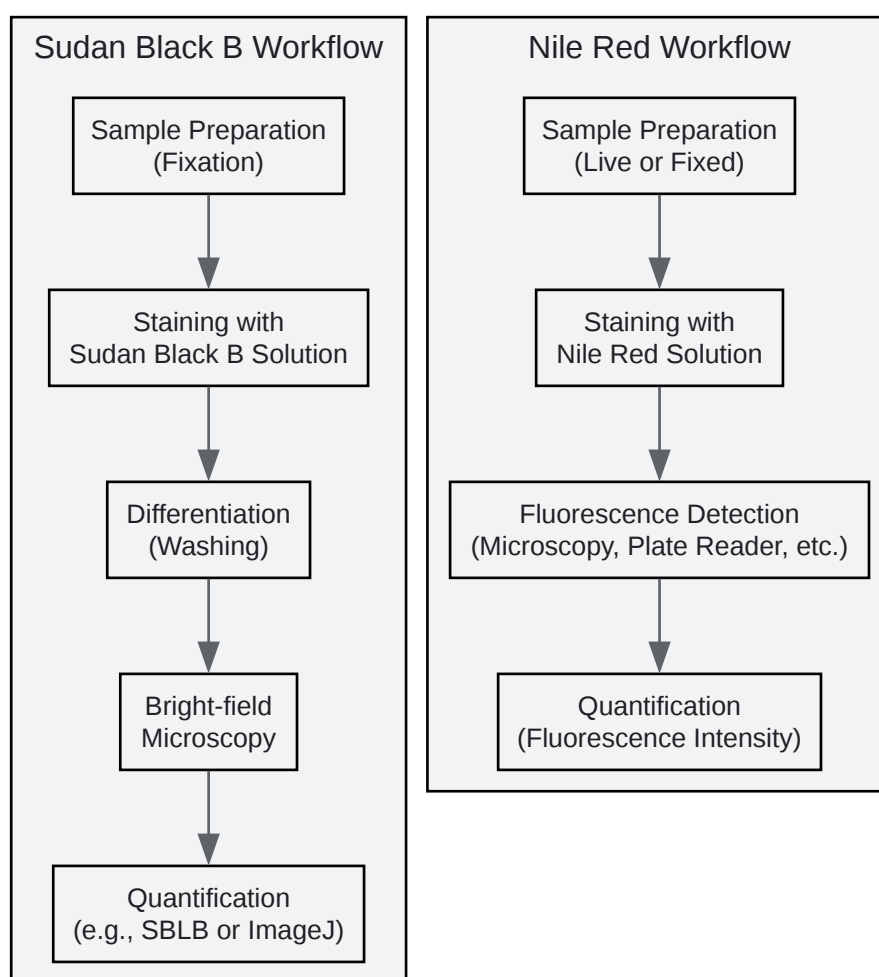 Sudan Black B Workflow
Sample Preparation
(Fixation)
Staining with
Sudan Black B Solution
Differentiation
(Washing)
Bright-field
Microscopy
Quantification
(e.g., SBLB or ImageJ)
Nile Red Workflow
Sample Preparation
(Live or Fixed)
Staining with
Nile Red Solution
Fluorescence Detection
(Microscopy, Plate Reader, etc.)
Quantification
(Fluorescence Intensity)